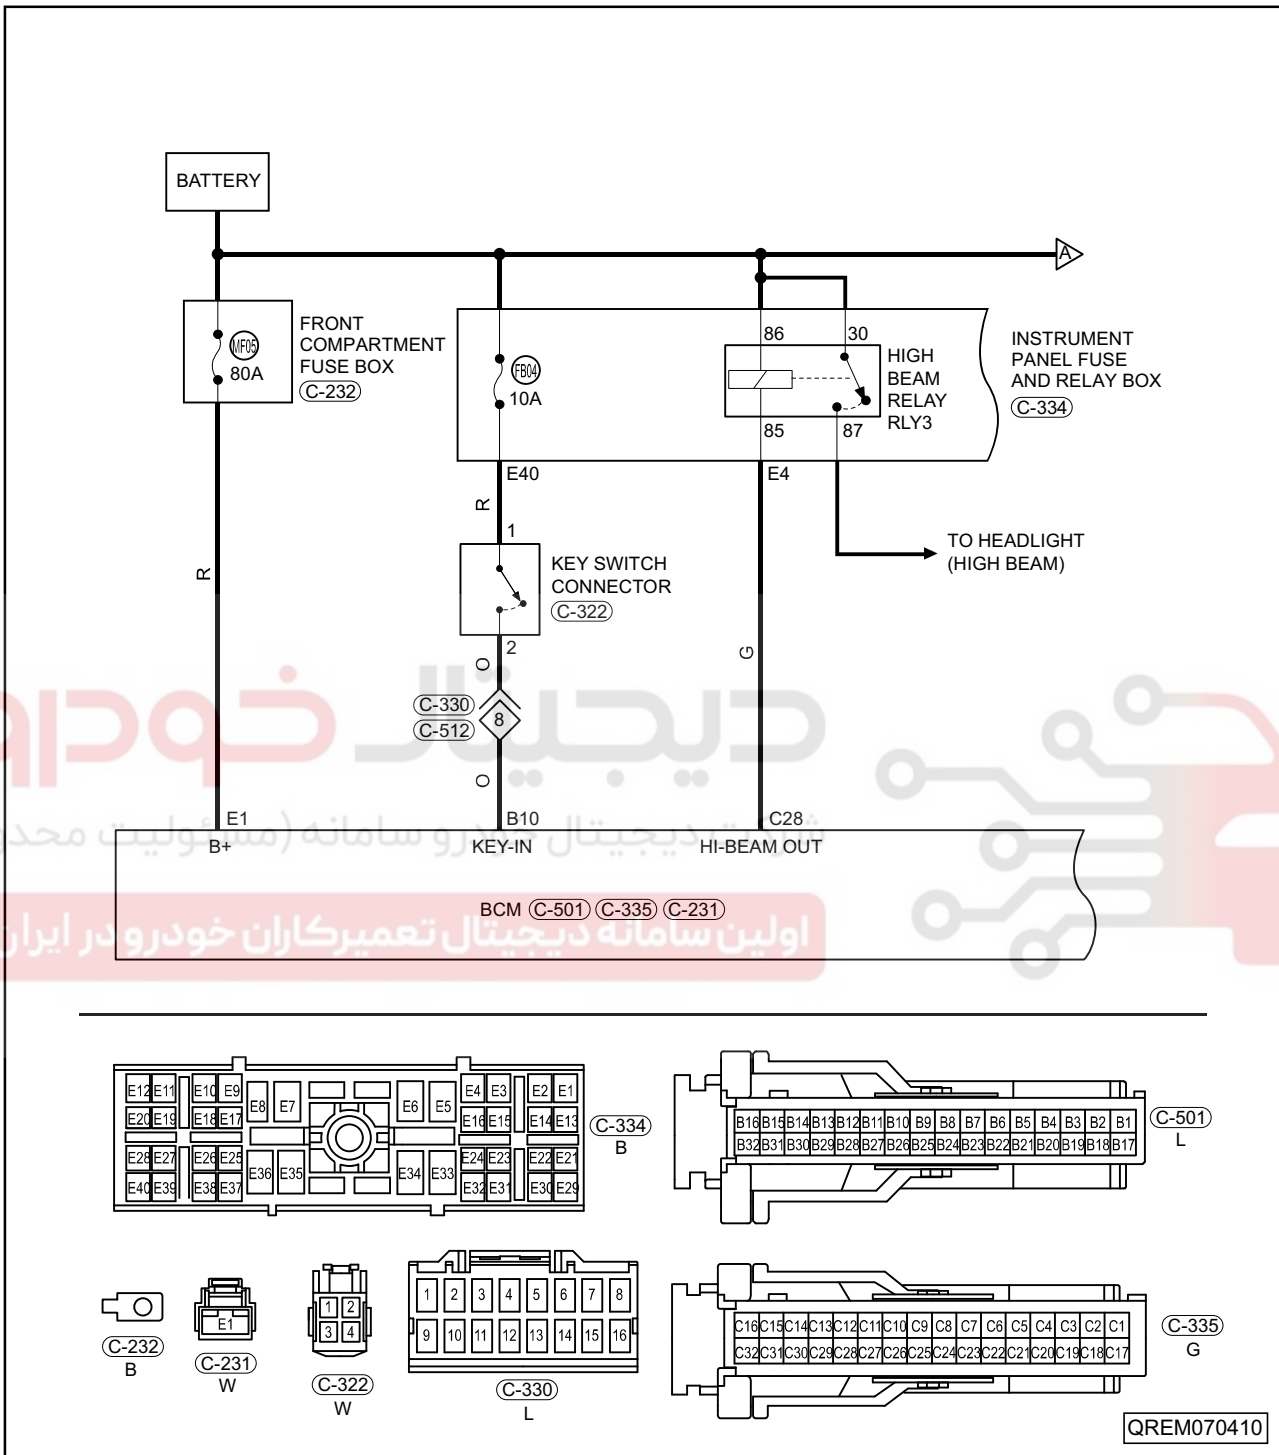 BATTERY
A
MF05
80A
FRONT
COMPARTMENT
FUSE BOX
C-232
FB04
10A
86
30
85
87
HIGH
BEAM
RELAY
RLY3
INSTRUMENT
PANEL FUSE
AND RELAY BOX
C-334
E40
E4
R
R
1
KEY SWITCH
CONNECTOR
C-322
2
TO HEADLIGHT
(HIGH BEAM)
G
O
C-330
C-512
8
O
دیجیتال خودرو
شرکت دیجیتال خودرو سامانه (مسئولیت محدو
اولین سامانه دیجیتال تعمیرکاران خودرو در ایران
E1
B10
C28
B+
KEY-IN
HI-BEAM OUT
BCM C-501 C-335 C-231
E12 E11 E10 E9 E8 E7 E6 E5 E4 E3 E2 E1
E20 E19 E18 E17 E16 E15 E14 E13
E28 E27 E26 E25 E36 E35 E34 E33 E24 E23 E22 E21
E40 E39 E38 E37 E32 E31 E30 E29
C-334
B
B16 B15 B14 B13 B12 B11 B10 B9 B8 B7 B6 B5 B4 B3 B2 B1
B32 B31 B30 B29 B28 B27 B26 B25 B24 B23 B22 B21 B20 B19 B18 B17
C-501
L
C-232
B
E1
C-231
W
1 2
3 4
C-322
W
1 2 3 4 5 6 7 8
9 10 11 12 13 14 15 16
C-330
L
C16 C15 C14 C13 C12 C11 C10 C9 C8 C7 C6 C5 C4 C3 C2 C1
C32 C31 C30 C29 C28 C27 C26 C25 C24 C23 C22 C21 C20 C19 C18 C17
C-335
G
QREM070410